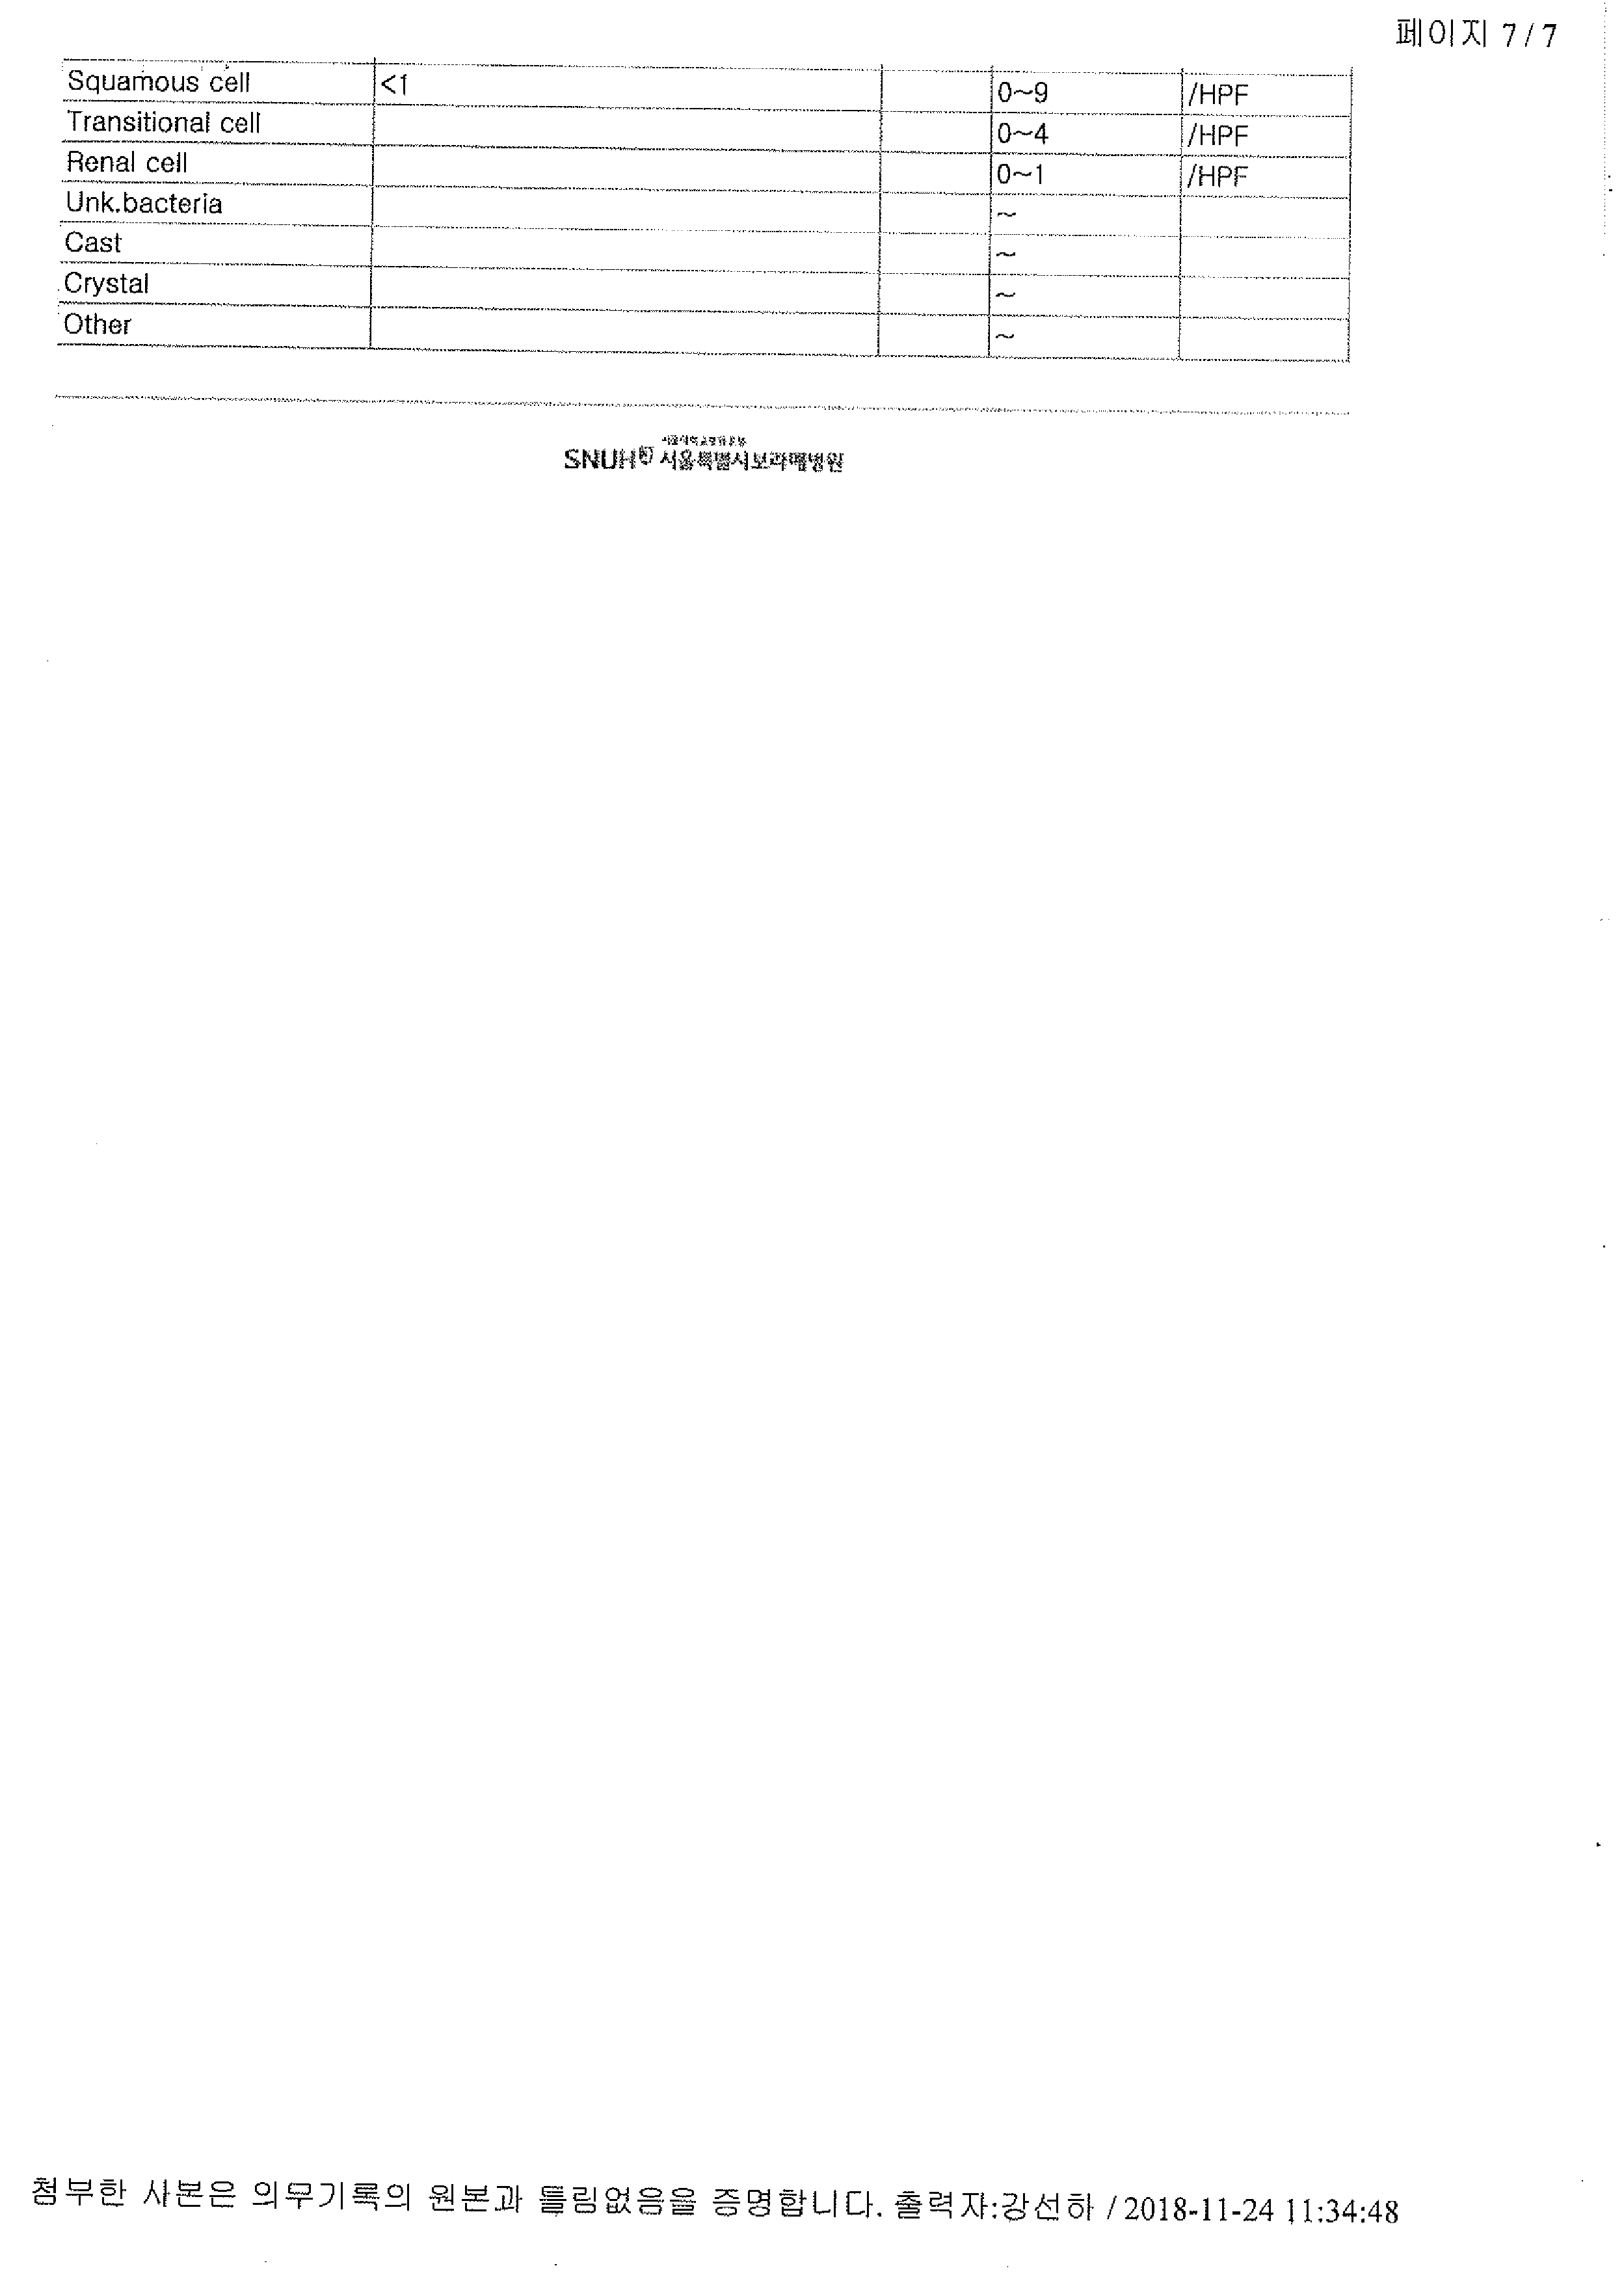 페이지 7/7
Squamous cell <1 0~9 /HPF
Transitional cell 0~4 /HPF
Renal cell 0~1 /HPF
Unk.bacteria ~
Cast ~
Crystal ~
Other ~
SNUH 서울특별시보라매병원
첨부한 사본은 의무기록의 원본과 틀림없음을 증명합니다. 출력자:강선하 / 2018-11-24 11:34:48